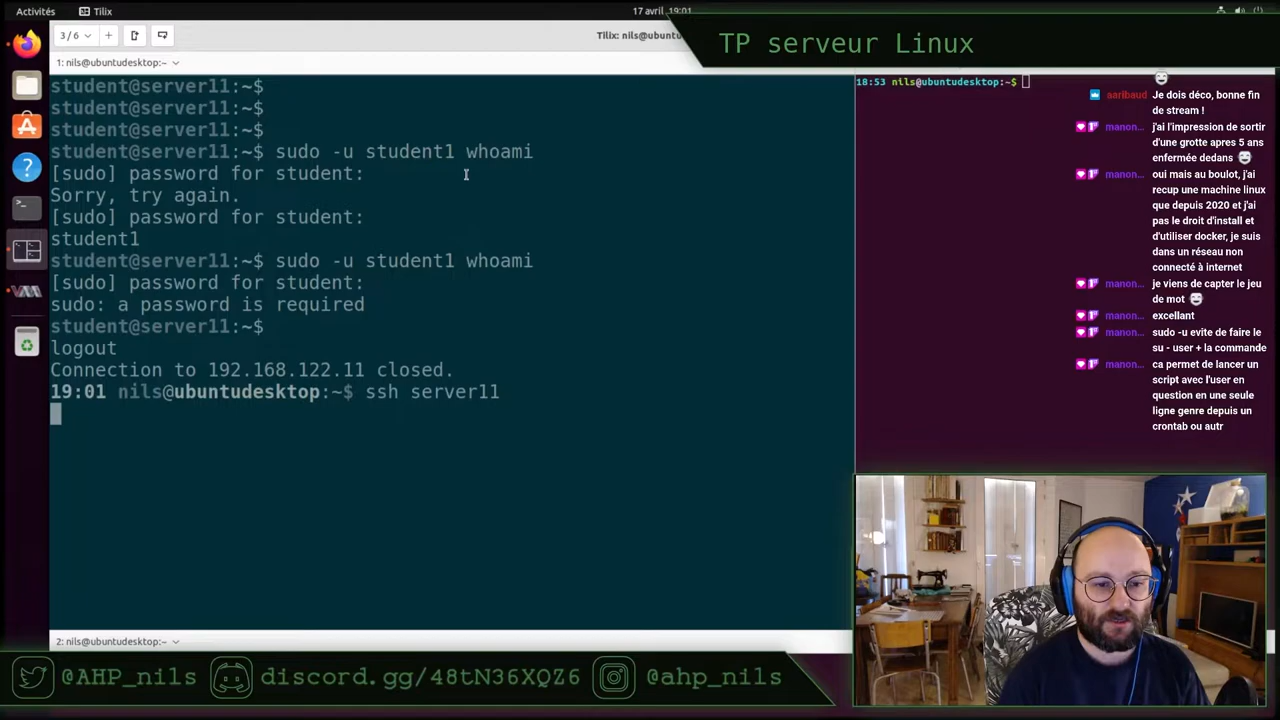 Activités
Tilix
17 avril 19:01
3/6
Tilix: nils@ubuntu
TP serveur Linux
1: nils@ubuntudesktop:~
student@server11:~$
student@server11:~$
student@server11:~$
student@server11:~$ sudo -u student1 whoami
[sudo] password for student:
Sorry, try again.
[sudo] password for student:
student1
student@server11:~$ sudo -u student1 whoami
[sudo] password for student:
sudo: a password is required
student@server11:~$
logout
Connection to 192.168.122.11 closed.
19:01 nils@ubuntudesktop:~$ ssh server11
2: nils@ubuntudesktop:~
18:53 nils@ubuntudesktop:~$
aaribaud Je dois déco, bonne fin
de stream !
manon... j'ai l'impression de sortir
d'une grotte apres 5 ans
enfermée dedans
manon... oui mais au boulot, j'ai
recup une machine linux
que depuis 2020 et j'ai
pas le droit d'install et
d'utiliser docker, je suis
dans un réseau non
connecté à internet
manon... je viens de capter le jeu
de mot
manon... excellant
manon... sudo -u evite de faire le
su - user + la commande
manon... ca permet de lancer un
script avec l'user en
question en une seule
ligne genre depuis un
crontab ou autr
@AHP_nils
discord.gg/48tN36XQZ6
@ahp_nils